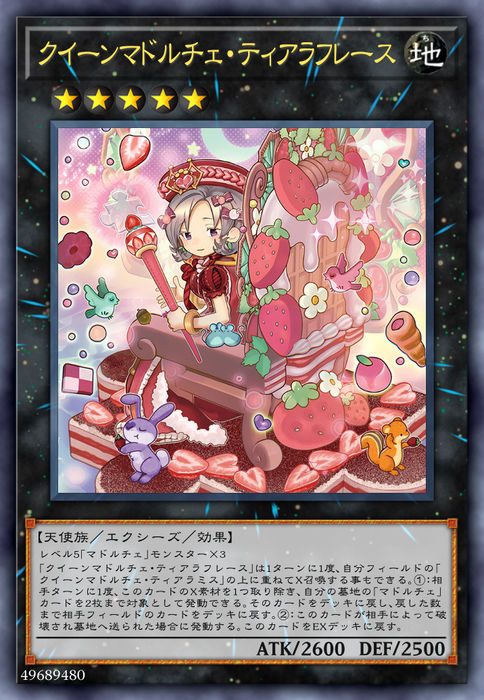 クイーンマドルチェ・ティアラフレース
ち
地
【天使族／エクシーズ／効果】
レベル5「マドルチェ」モンスター×3
「クイーンマドルチェ・ティアラフレース」は1ターンに1度、自分フィールドの「
クイーンマドルチェ・ティアラミス」の上に重ねてX召喚する事もできる。①：相
手ターンに1度、このカードのX素材を1つ取り除き、自分の墓地の「マドルチェ」
カードを2枚まで対象として発動できる。そのカードをデッキに戻し、戻した数
まで相手フィールドのカードをデッキに戻す。②：このカードが相手によって破
壊され墓地へ送られた場合に発動する。このカードをEXデッキに戻す。
ATK/2600 DEF/2500
49689480